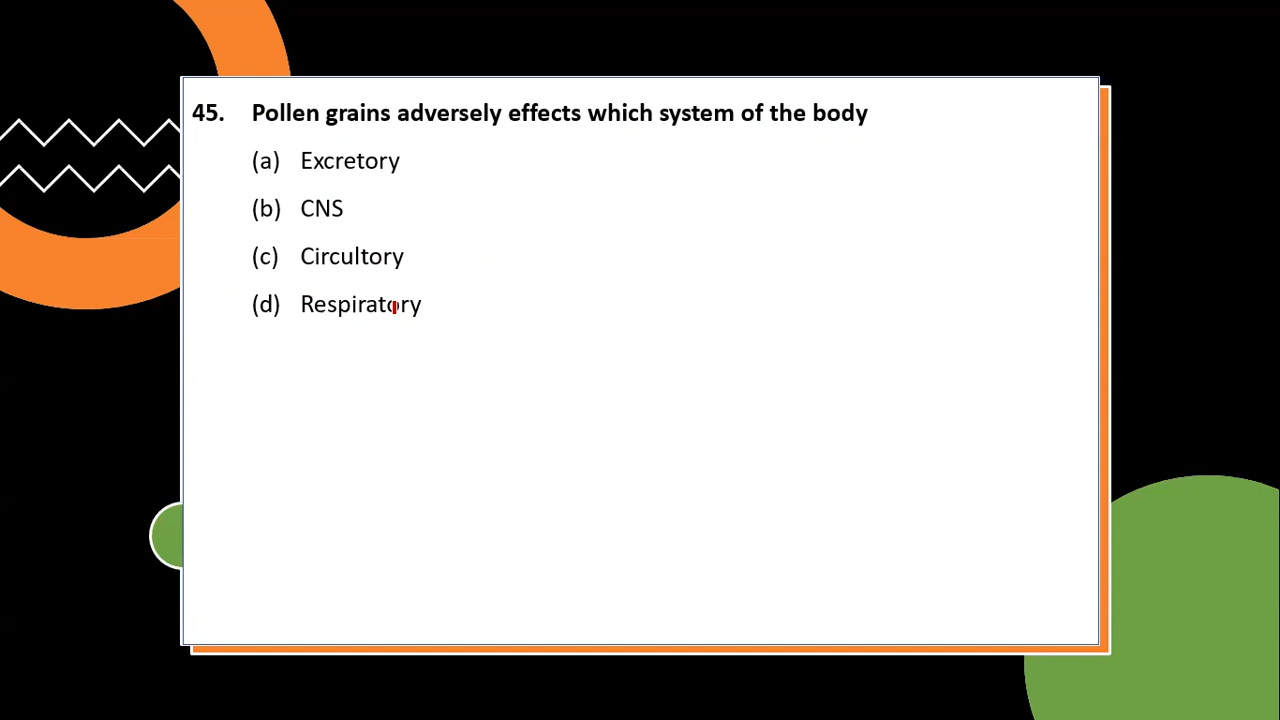 45. Pollen grains adversely effects which system of the body
(a) Excretory
(b) CNS
(c) Circultory
(d) Respiratory